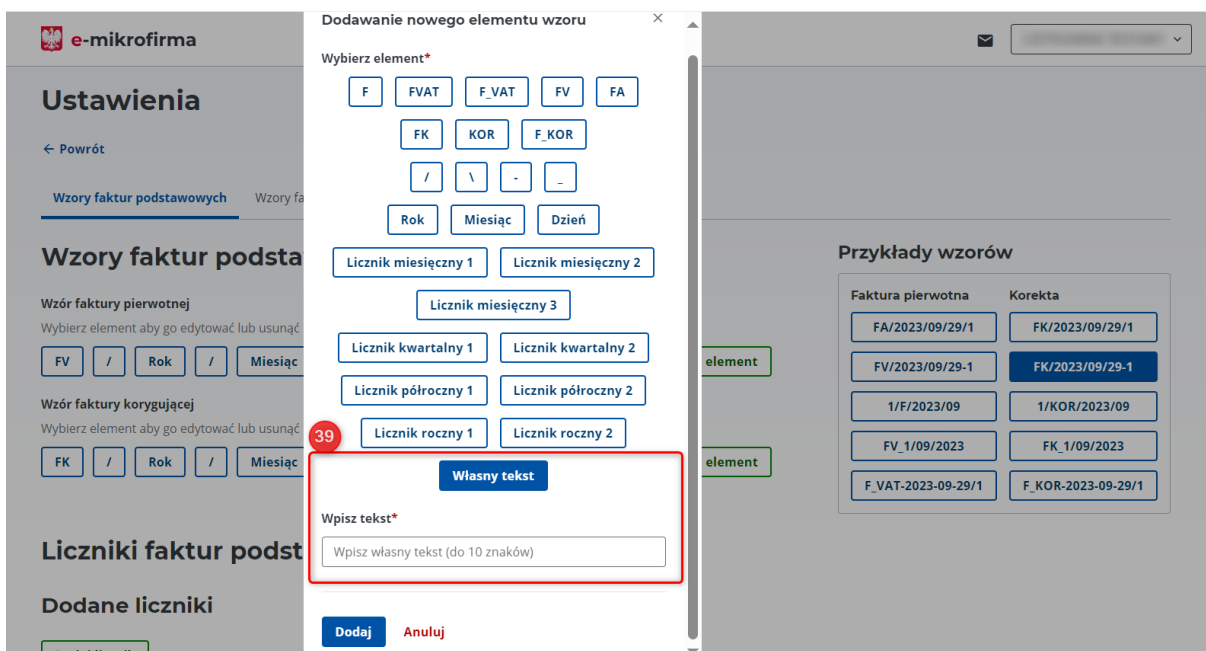 e-mikrofirma
Ustawienia
← Powrót
Wzory faktur podstawowych Wzory fa
Wzory faktur podsta
Wzór faktury pierwotnej
Wybierz element aby go edytować lub usunąć
FV / Rok / Miesiąc element
Wzór faktury korygującej
Wybierz element aby go edytować lub usunąć
FK / Rok / Miesiąc element
Liczniki faktur podst
Dodane liczniki
Dodawanie nowego elementu wzoru ×
Wybierz element*
F FVAT F_VAT FV FA
FK KOR F_KOR
/ \ - _
Rok Miesiąc Dzień
Licznik miesięczny 1 Licznik miesięczny 2
Licznik miesięczny 3
Licznik kwartalny 1 Licznik kwartalny 2
Licznik półroczny 1 Licznik półroczny 2
Licznik roczny 1 Licznik roczny 2
39
Własny tekst
Wpisz tekst*
Wpisz własny tekst (do 10 znaków)
Dodaj Anuluj
Przykłady wzorów
Faktura pierwotna Korekta
FA/2023/09/29/1 FK/2023/09/29/1
FV/2023/09/29-1 FK/2023/09/29-1
1/F/2023/09 1/KOR/2023/09
FV_1/09/2023 FK_1/09/2023
F_VAT-2023-09-29/1 F_KOR-2023-09-29/1